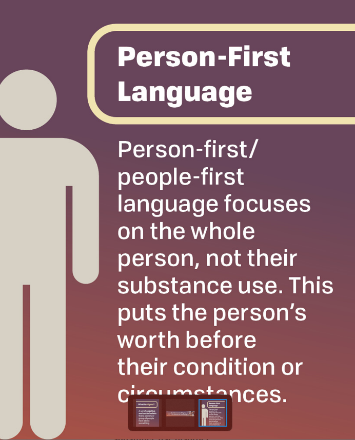 Person-First
Language
Person-first/
people-first
language focuses
on the whole
person, not their
substance use. This
puts the person's
worth before
their condition or
circumstances.